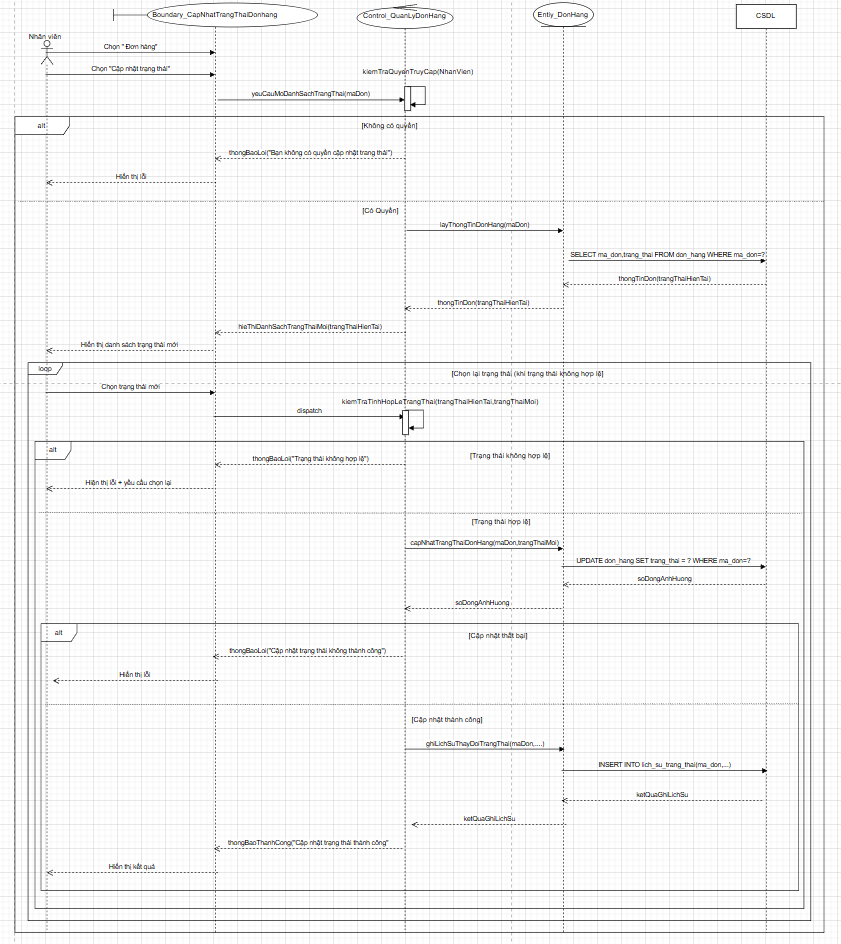 Boundary_CapNhatTrangThaiDonhang
Control_QuanLyDonHang
Entiy_DonHang
CSDL
Nhân viên
Chọn " Đơn hàng"
Chọn "Cập nhật trạng thái"
kiemTraQuyenTruyCap(NhanVien)
yeuCauMoDanhSachTrangThai(maDon)
alt
[Không có quyền]
thongBaoLoi("Bạn không có quyền cập nhật trạng thái")
Hiển thị lỗi
[Có Quyền]
layThongTinDonHang(maDon)
SELECT ma_don,trang_thai FROM don_hang WHERE ma_don=?
thongTinDon(trangThaiHienTai)
thongTinDon(trangThaiHienTai)
hieThiDanhSachTrangThaiMoi(trangThaiHienTai)
Hiển thị danh sách trạng thái mới
loop
[Chọn lại trạng thái (khi trạng thái không hợp lệ]
Chọn trạng thái mới
kiemTraTinhHopLeTrangThai(trangThaiHienTai,trangThaiMoi)
dispatch
alt
[Trạng thái không hợp lệ]
thongBaoLoi("Trạng thái không hợp lệ")
Hiện thị lỗi + yêu cầu chọn lại
[Trạng thái hợp lệ]
capNhatTrangThaiDonHang(maDon,trangThaiMoi)
UPDATE don_hang SET trang_thai = ? WHERE ma_don=?
soDongAnhHuong
soDongAnhHuong
alt
[Cập nhật thất bại]
thongBaoLoi("Cập nhật trạng thái không thành công")
Hiển thị lỗi
[Cập nhật thành công]
ghiLichSuThayDoiTrangThai(maDon,....)
INSERT INTO lich_su_trang_thai(ma_don,...)
ketQuaGhiLichSu
ketQuaGhiLichSu
thongBaoThanhCong("Cập nhật trạng thái thành công"
Hiển thị kết quả